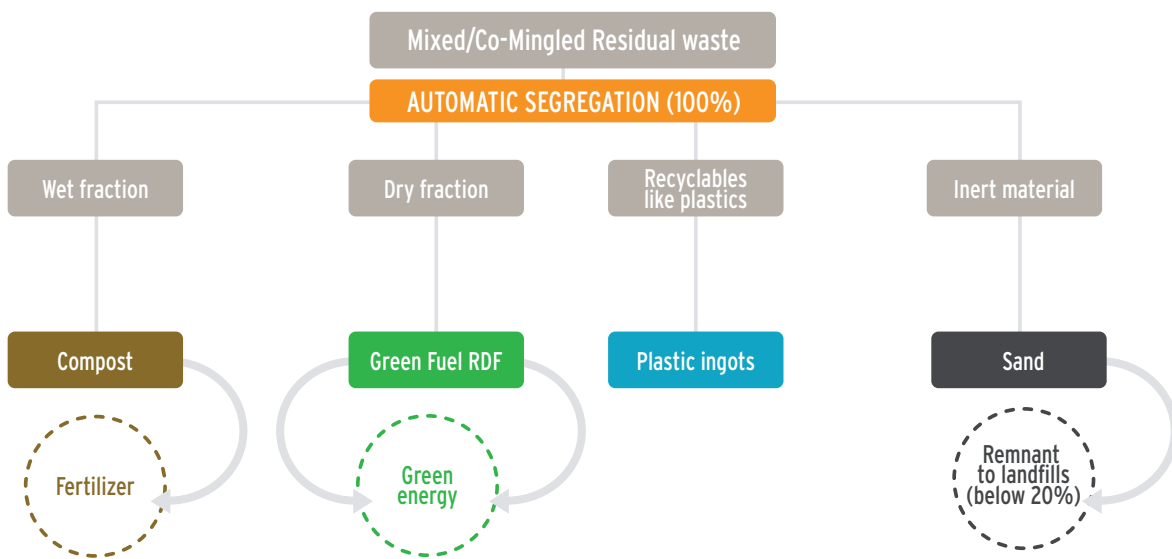 Mixed/Co-Mingled Residual waste
AUTOMATIC SEGREGATION (100%)
Wet fraction
Dry fraction
Recyclables
like plastics
Inert material
Compost
Green Fuel RDF
Plastic ingots
Sand
Fertilizer
Green
energy
Remnant
to landfills
(below 20%)